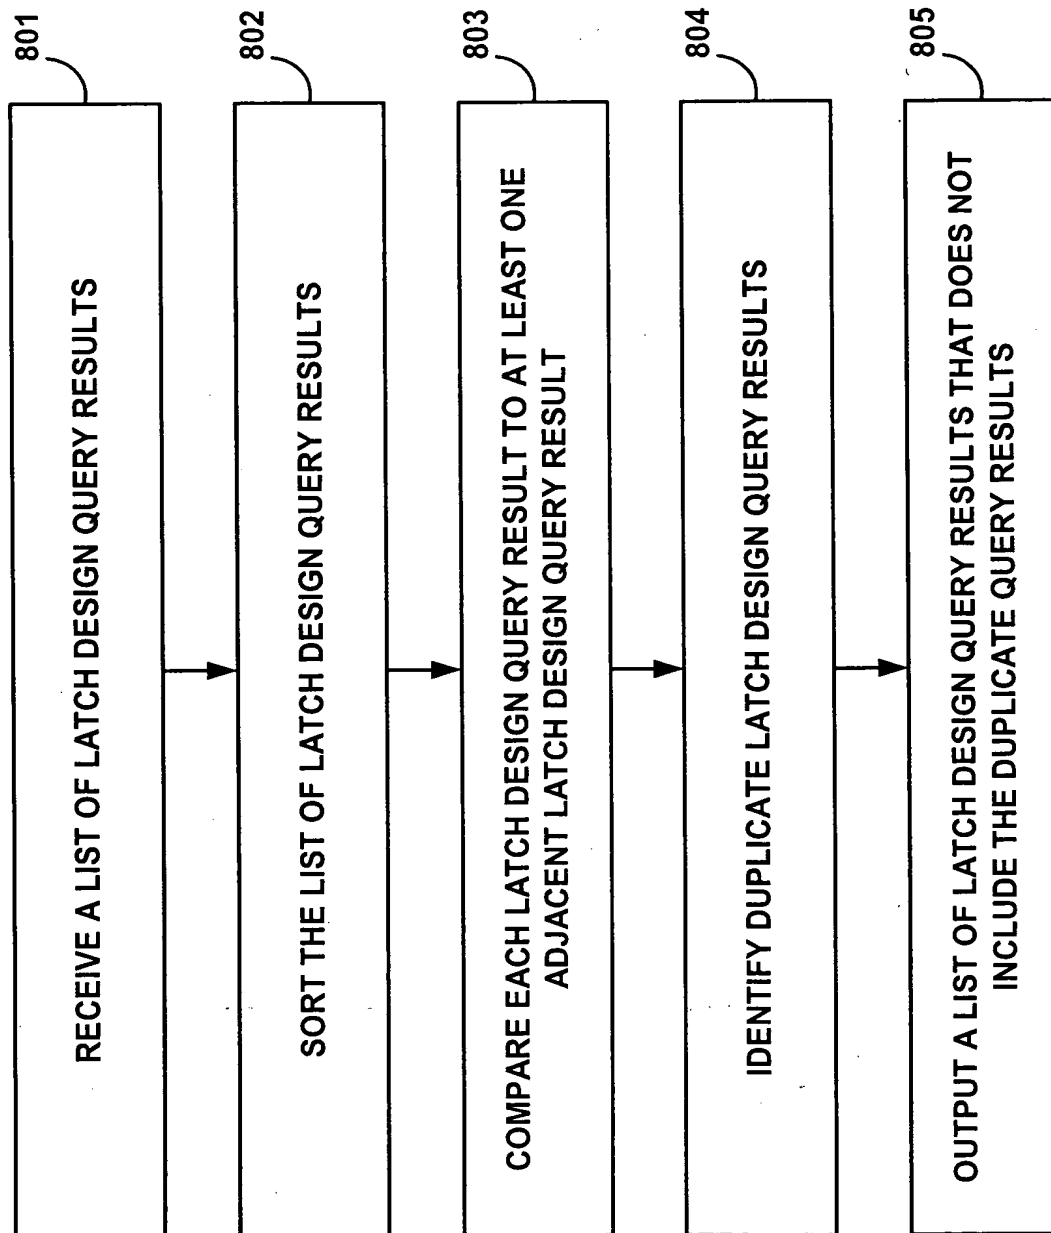 801
RECEIVE A LIST OF LATCH DESIGN QUERY RESULTS
802
SORT THE LIST OF LATCH DESIGN QUERY RESULTS
803
COMPARE EACH LATCH DESIGN QUERY RESULT TO AT LEAST ONE
ADJACENT LATCH DESIGN QUERY RESULT
804
IDENTIFY DUPLICATE LATCH DESIGN QUERY RESULTS
805
OUTPUT A LIST OF LATCH DESIGN QUERY RESULTS THAT DOES NOT
INCLUDE THE DUPLICATE QUERY RESULTS